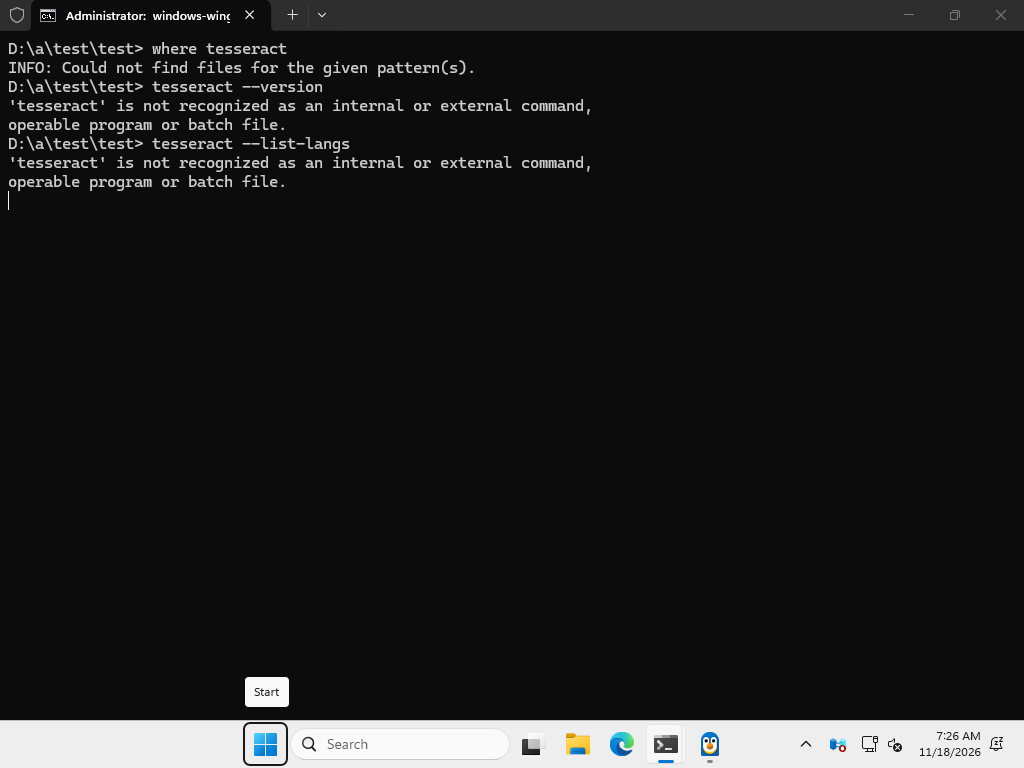 Administrator: windows-wing
D:\a\test\test> where tesseract
INFO: Could not find files for the given pattern(s).
D:\a\test\test> tesseract --version
'tesseract' is not recognized as an internal or external command,
operable program or batch file.
D:\a\test\test> tesseract --list-langs
'tesseract' is not recognized as an internal or external command,
operable program or batch file.
Start
Search
7:26 AM
11/18/2026